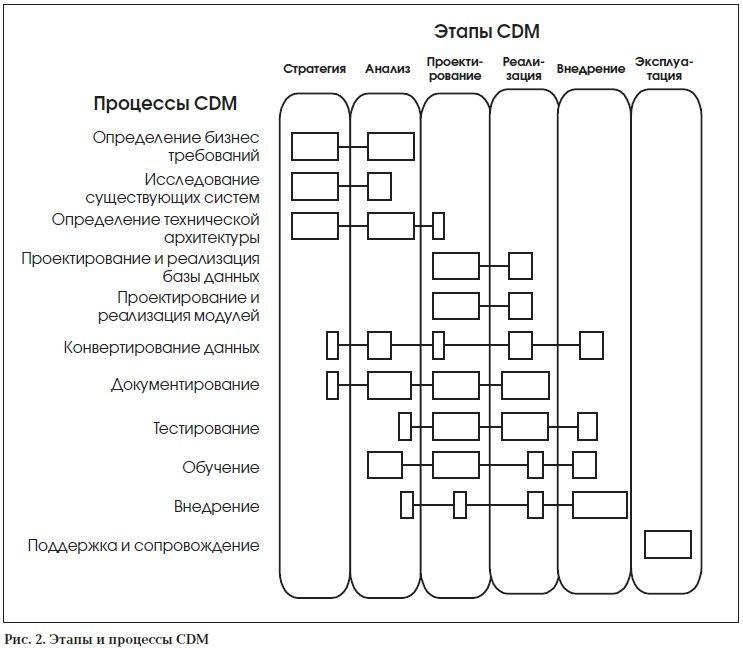 Этапы CDM
Стратегия
Анализ
Проекти-
рование
Реали-
зация
Внедрение
Эксплуа-
тация
Процессы CDM
Определение бизнес
требований
Исследование
существующих систем
Определение технической
архитектуры
Проектирование и реализация
базы данных
Проектирование и
реализация модулей
Конвертирование данных
Документирование
Тестирование
Обучение
Внедрение
Поддержка и сопровождение
Рис. 2. Этапы и процессы CDM